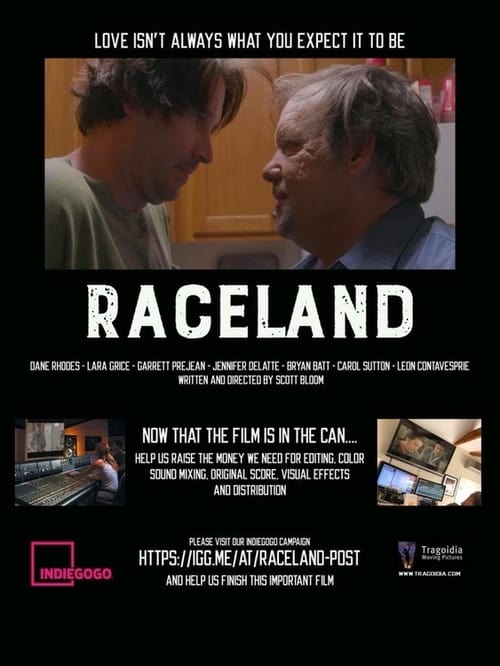 LOVE ISN'T ALWAYS WHAT YOU EXPECT IT TO BE
RACELAND
DANE RHODES - LARA GRICE - GARRETT PREJEAN - JENNIFER DELATTE - BRYAN BATT - CAROL SUTTON - LEON CONTAVESPRIE
WRITTEN AND DIRECTED BY SCOTT BLOOM
NOW THAT THE FILM IS IN THE CAN....
HELP US RAISE THE MONEY WE NEED FOR EDITING, COLOR
SOUND MIXING, ORIGINAL SCORE, VISUAL EFFECTS
AND DISTRIBUTION
PLEASE VISIT OUR INDIEGOGO CAMPAIGN
HTTPS://IGG.ME/AT/RACELAND-POST
AND HELP US FINISH THIS IMPORTANT FILM
INDIEGOGO
Tragoidia
Moving Pictures
WWW.TRAGOIDIA.COM